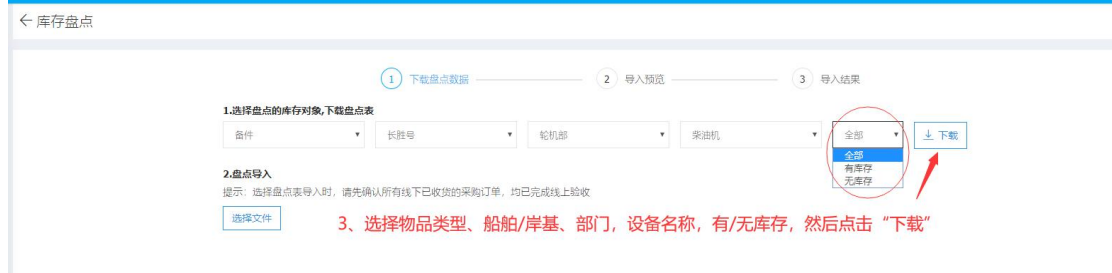 ← 库存盘点
1 下载盘点数据 2 导入预览 3 导入结果
1.选择盘点的库存对象,下载盘点表
备件 长胜号 轮机部 柴油机 全部 下载
全部
有库存
无库存
2.盘点导入
提示：选择盘点表导入时，请先确认所有线下已收货的采购订单，均已完成线上验收
选择文件
3、选择物品类型、船舶/岸基、部门，设备名称，有/无库存，然后点击“下载”